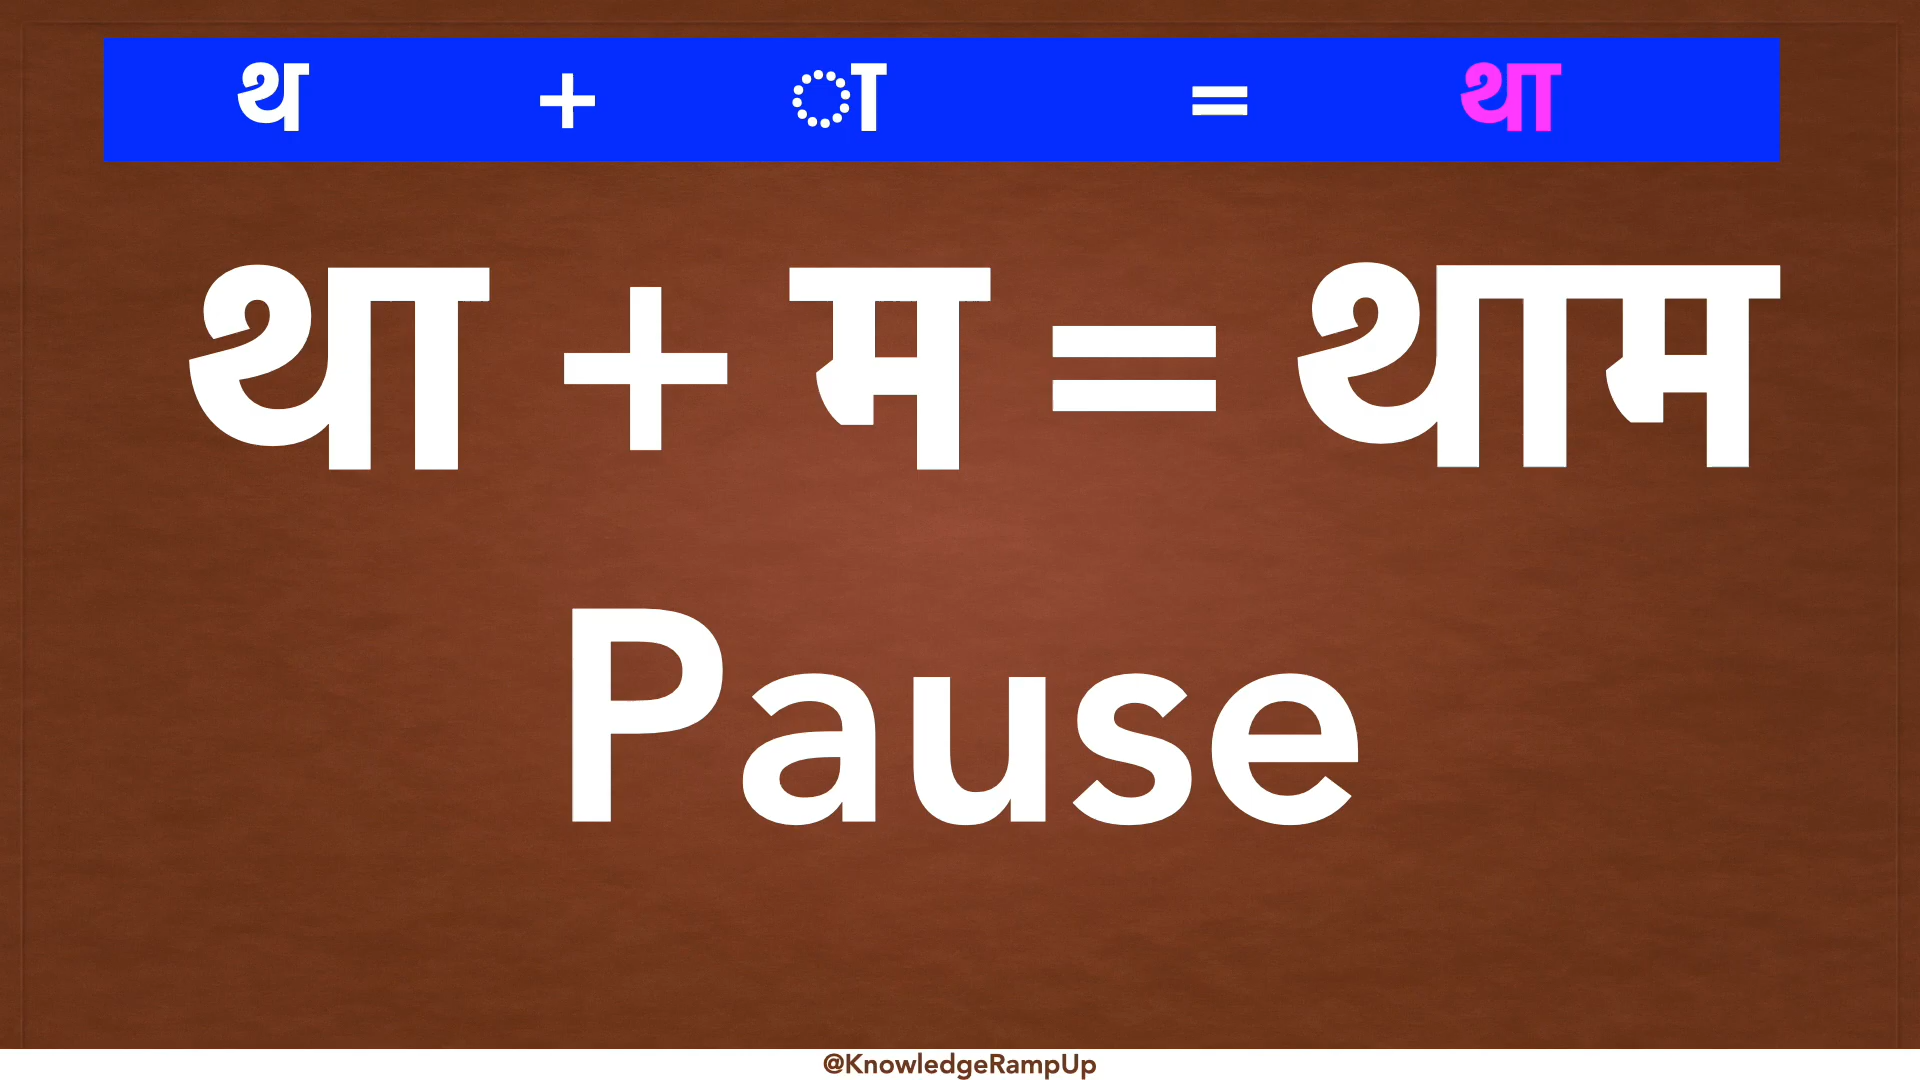 थ + ा = था
था + म = थाम
Pause
@KnowledgeRampUp